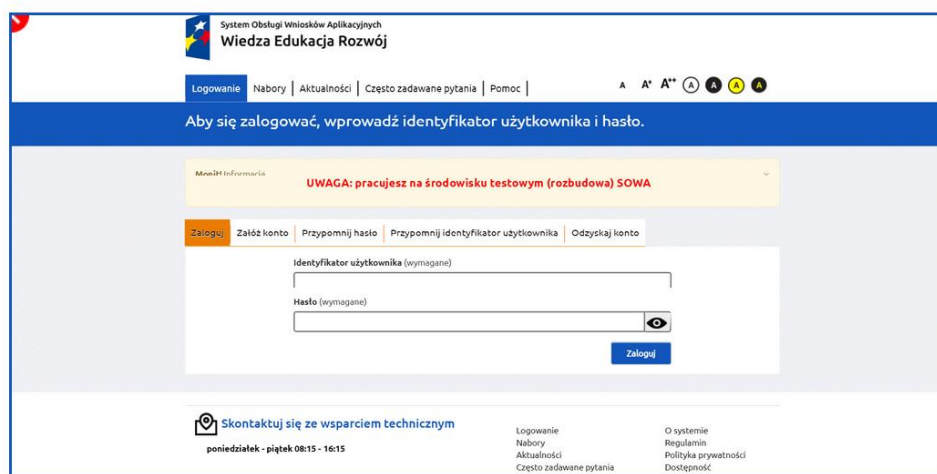 System Obsługi Wniosków Aplikacyjnych
Wiedza Edukacja Rozwój
Logowanie Nabory Aktualności Często zadawane pytania Pomoc A A+ A++ A A A A
Aby się zalogować, wprowadź identyfikator użytkownika i hasło.
Monit! Informacja
UWAGA: pracujesz na środowisku testowym (rozbudowa) SOWA
Zaloguj Załóż konto Przypomnij hasło Przypomnij identyfikator użytkownika Odzyskaj konto
Identyfikator użytkownika (wymagane)
Hasło (wymagane)
Zaloguj
Skontaktuj się ze wsparciem technicznym
poniedziałek - piątek 08:15 - 16:15
Logowanie
Nabory
Aktualności
Często zadawane pytania
O systemie
Regulamin
Polityka prywatności
Dostępność